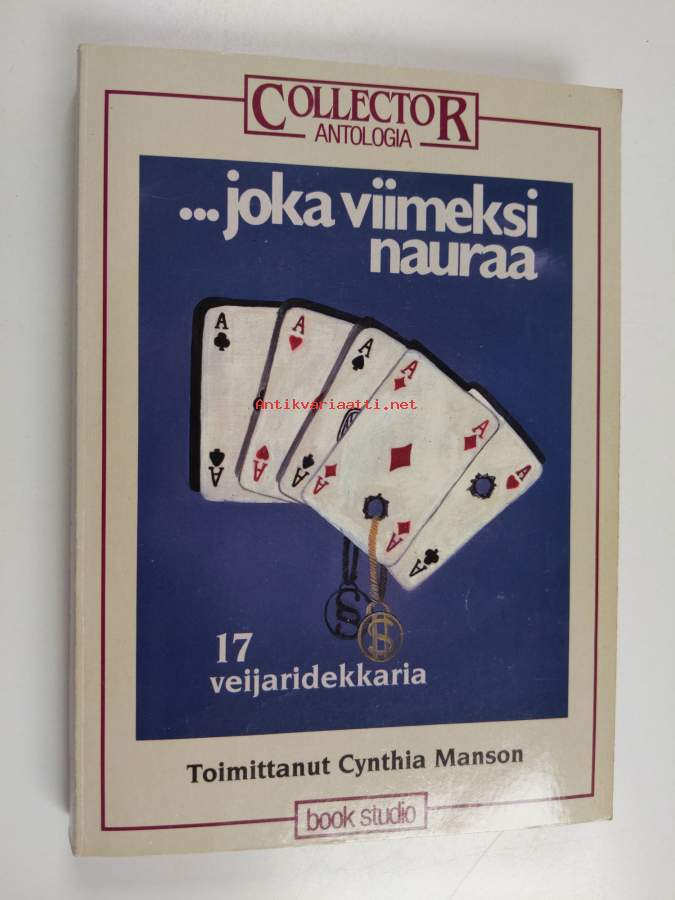 COLLECTOR
ANTOLOGIA
...joka viimeksi
nauraa
A A A A
Antikvariaatti.net
A A
A A A A
A A
$
17
veijaridekkaria
Toimittanut Cynthia Manson
book studio